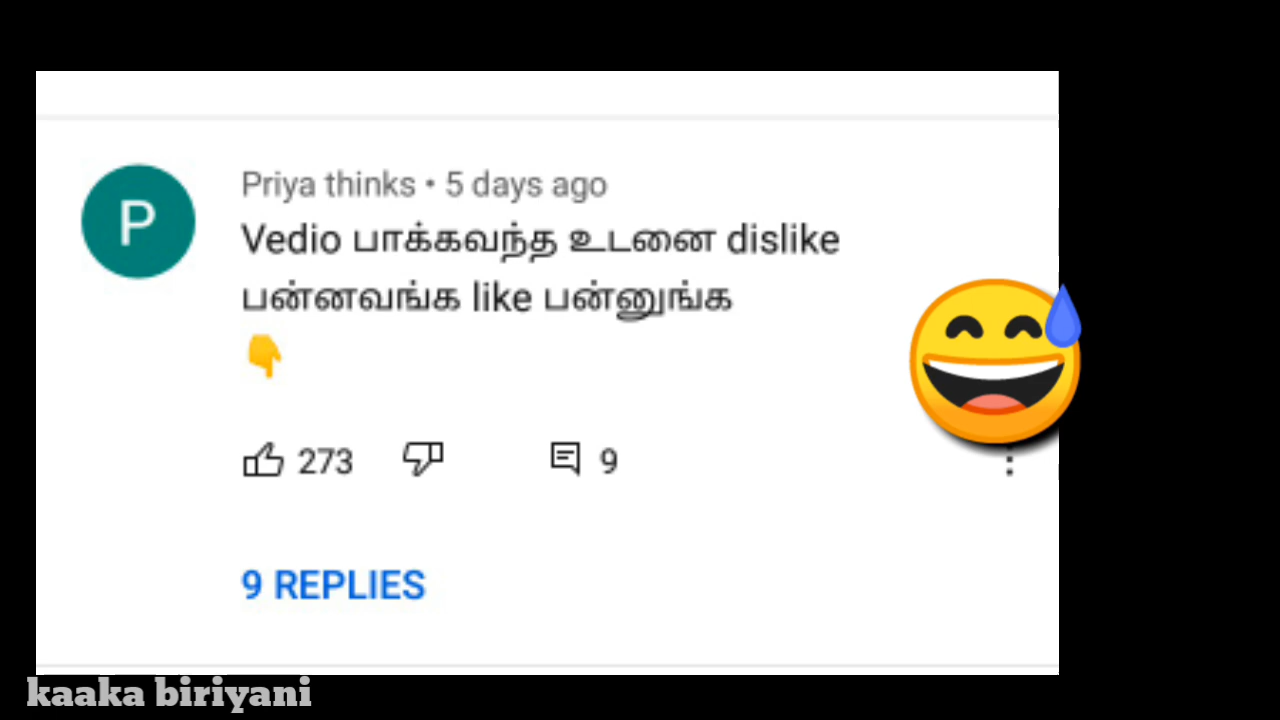 Priya thinks • 5 days ago
Vedio பாக்கவந்த உடனை dislike
பன்னவங்க like பன்னுங்க
👇
273 9
9 REPLIES
kaaka biriyani